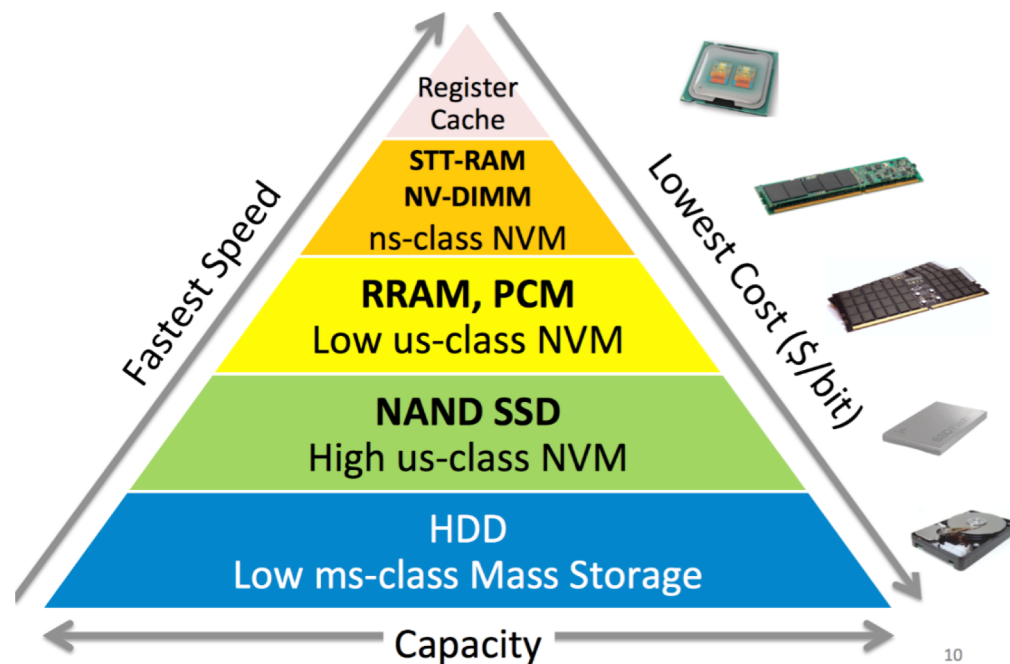 Register
Cache
STT-RAM
NV-DIMM
ns-class NVM
RRAM, PCM
Low us-class NVM
NAND SSD
High us-class NVM
HDD
Low ms-class Mass Storage
Fastest Speed
Lowest Cost ($/bit)
Capacity
10